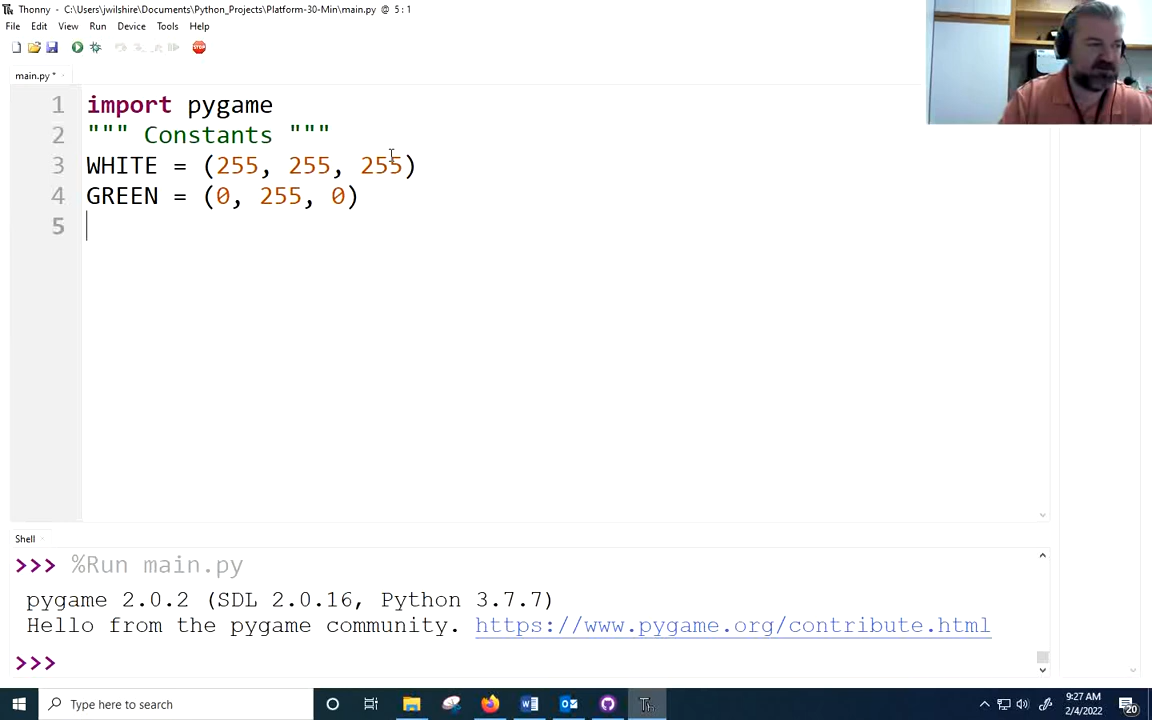 Thonny - C:\Users\jwilshire\Documents\Python_Projects\Platform-30-Min\main.py @ 5 : 1
File Edit View Run Device Tools Help
STOP
main.py *
1 import pygame
2 """ Constants """
3 WHITE = (255, 255, 255)
4 GREEN = (0, 255, 0)
5
Shell
>>> %Run main.py
pygame 2.0.2 (SDL 2.0.16, Python 3.7.7)
Hello from the pygame community. https://www.pygame.org/contribute.html
>>>
Type here to search
9:27 AM
2/4/2022
20